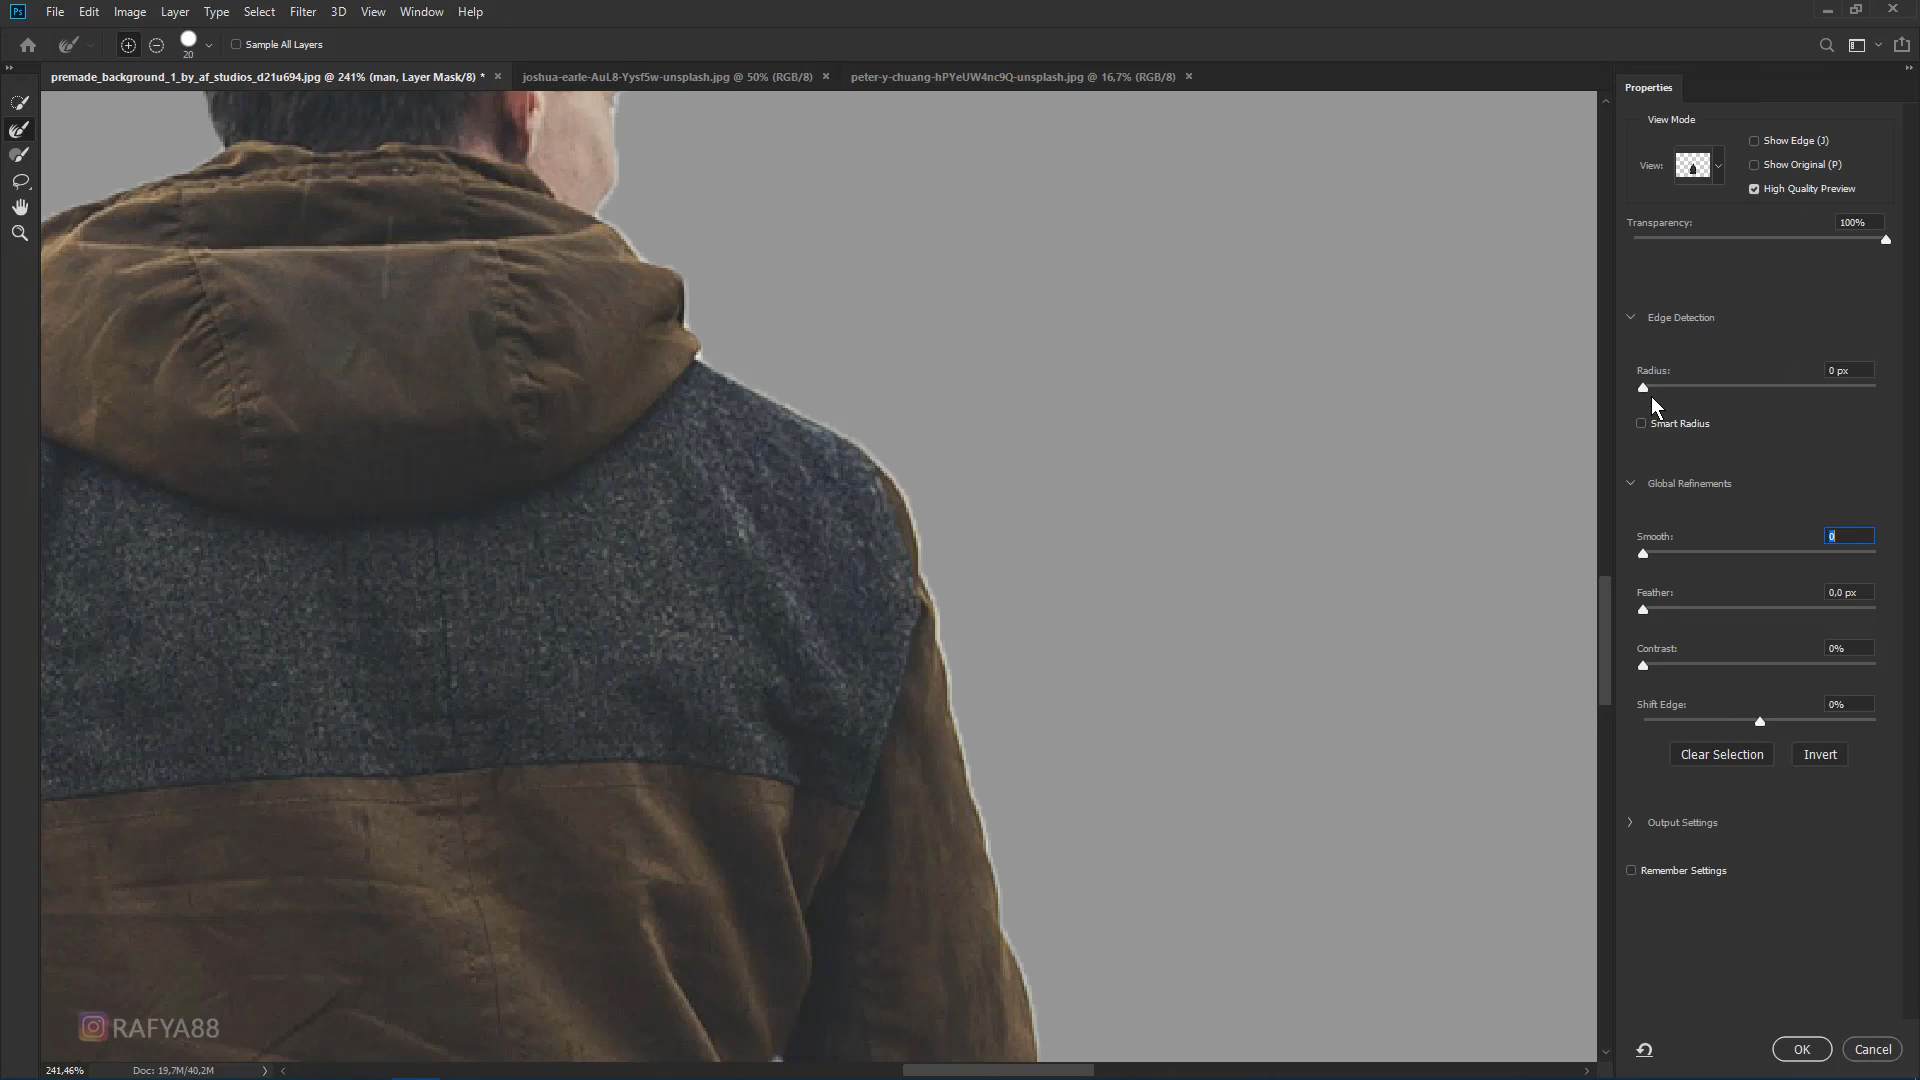 Ps File Edit Image Layer Type Select Filter 3D View Window Help
20 Sample All Layers
premade_background_1_by_af_studios_d21u694.jpg @ 241% (man, Layer Mask/8) * joshua-earle-AuL8-Yysf5w-unsplash.jpg @ 50% (RGB/8) peter-y-chuang-hPYeUW4nc9Q-unsplash.jpg @ 16,7% (RGB/8)
Properties
View Mode
View:
Show Edge (J)
Show Original (P)
High Quality Preview
Transparency: 100%
Edge Detection
Radius: 0 px
Smart Radius
Global Refinements
Smooth: 0
Feather: 0,0 px
Contrast: 0%
Shift Edge: 0%
Clear Selection Invert
Output Settings
Remember Settings
OK Cancel
RAFYA88
241,46% Doc: 19,7M/40,2M